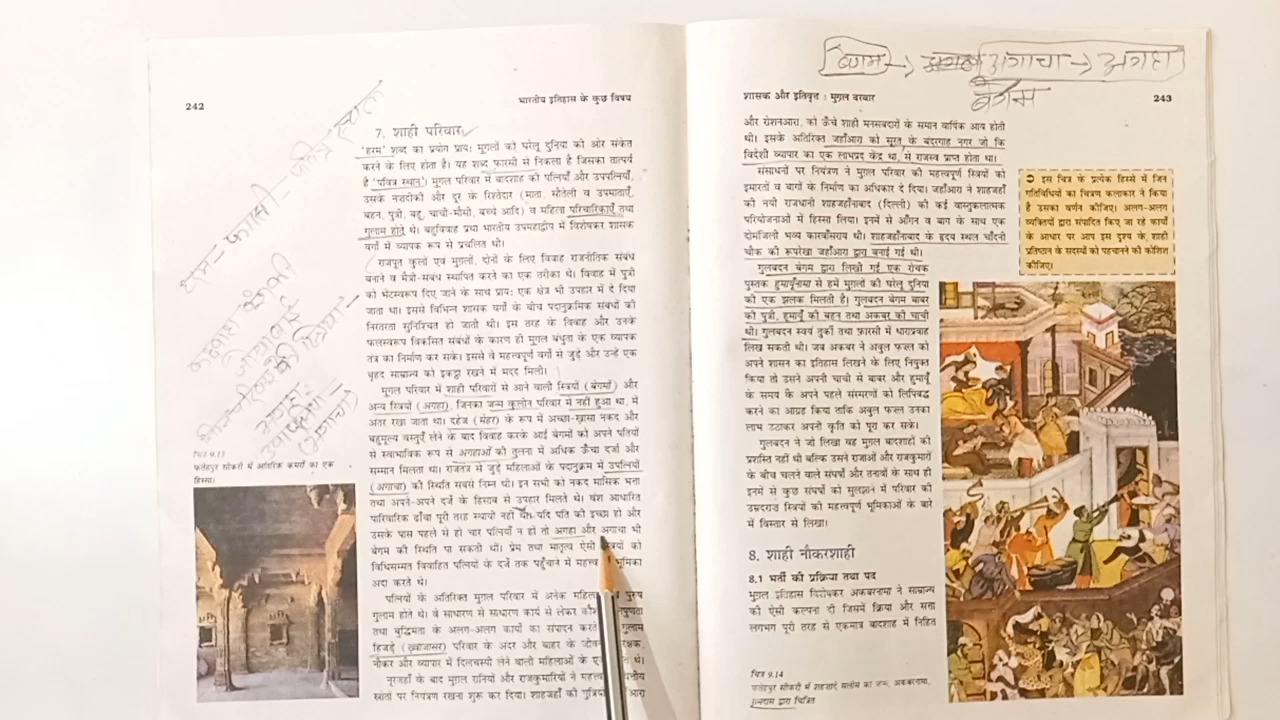 242
भारतीय इतिहास के कुछ विषय
7. शाही परिवार
'हरम' शब्द का प्रयोग प्रायः मुग़लों की घरेलू दुनिया की ओर संकेत
करने के लिए होता है। यह शब्द फारसी से निकला है जिसका तात्पर्य
है 'पवित्र स्थान'। मुग़ल परिवार में बादशाह की पत्नियाँ और उपपत्नियाँ,
उसके नज़दीकी और दूर के रिश्तेदार (माता, सौतेली व उपमाताएँ,
बहन, पुत्री, बहू, चाची-मौसी, बच्चे आदि) व महिला परिचारिकाएँ तथा
गुलाम होते थे। बहुविवाह प्रथा भारतीय उपमहाद्वीप में विशेषकर शासक
वर्गों में व्यापक रूप से प्रचलित थी।
राजपूत कुलों एवं मुग़लों, दोनों के लिए विवाह राजनीतिक संबंध
बनाने व मैत्री-संबंध स्थापित करने का एक तरीका थे। विवाह में पुत्री
को भेंटस्वरूप दिए जाने के साथ प्रायः एक क्षेत्र भी उपहार में दे दिया
जाता था। इससे विभिन्न शासक वर्गों के बीच पदानुक्रमिक संबंधों की
निरंतरता सुनिश्चित हो जाती थी। इस तरह के विवाह और उनके
फलस्वरूप विकसित संबंधों के कारण ही मुग़ल बंधुता के एक व्यापक
तंत्र का निर्माण कर सके। इससे वे महत्वपूर्ण वर्गों से जुड़े और उन्हें एक
बृहद साम्राज्य को इकट्ठा रखने में मदद मिली।
मुग़ल परिवार में शाही परिवारों से आने वाली स्त्रियों (बेगमों) और
अन्य स्त्रियों (अगहा), जिनका जन्म कुलीन परिवार में नहीं हुआ था, में
अंतर रखा जाता था। दहेज (मेहर) के रूप में अच्छा-ख़ासा नकद और
बहुमूल्य वस्तुएँ लेने के बाद विवाह करके आई बेगमों को अपने पतियों
से स्वाभाविक रूप से अगहाओं की तुलना में अधिक ऊँचा दर्जा और
सम्मान मिलता था। राजतंत्र से जुड़े महिलाओं के पदानुक्रम में उपपत्नियों
(अगाचा) की स्थिति सबसे निम्न थी। इन सभी को नकद मासिक भत्ता
तथा अपने-अपने दर्जे के हिसाब से उपहार मिलते थे। वंश आधारित
पारिवारिक ढाँचा पूरी तरह स्थायी नहीं था। यदि पति की इच्छा हो और
उसके पास पहले से ही चार पत्नियाँ न हों तो अगहा और अगाचा भी
बेगम की स्थिति पा सकती थीं। प्रेम तथा मातृत्व ऐसी स्त्रियों को
विधिसम्मत विवाहित पत्नियों के दर्जे तक पहुँचाने में महत्व भूमिका
अदा करते थे।
पत्नियों के अतिरिक्त मुग़ल परिवार में अनेक महिला पुरुष
गुलाम होते थे। वे साधारण से साधारण कार्य से लेकर कौश
तथा बुद्धिमता के अलग-अलग कार्यों का संपादन करते गुलाम
हिजड़े (ख़्वाजासर) परिवार के अंदर और बाहर के जीवन रक्षक,
नौकर और व्यापार में दिलचस्पी लेने वाली महिलाओं के ए थे।
नूरजहाँ के बाद मुग़ल रानियों और राजकुमारियों ने महत्त्व
स्रोतों पर नियंत्रण रखना शुरू कर दिया। शाहजहाँ की पुत्रियों
चित्र 9.13
फतेहपुर सीकरी में आंतरिक कमरों का एक
हिस्सा।
हरम - फारसी - पवित्र स्थल
बेगम → अगाचा → अगहा
बेगम
शासक और इतिवृत्त : मुग़ल दरबार
243
और रोशनआरा, को ऊँचे शाही मनसबदारों के समान वार्षिक आय होती
थी। इसके अतिरिक्त जहाँआरा को सूरत के बंदरगाह नगर जो कि
विदेशी व्यापार का एक लाभप्रद केंद्र था, से राजस्व प्राप्त होता था।
संसाधनों पर नियंत्रण ने मुग़ल परिवार की महत्वपूर्ण स्त्रियों को
इमारतों व बागों के निर्माण का अधिकार दे दिया। जहाँआरा ने शाहजहाँ
की नयी राजधानी शाहजहाँनाबाद (दिल्ली) की कई वास्तुकलात्मक
परियोजनाओं में हिस्सा लिया। इनमें से आँगन व बाग के साथ एक
दोमंजिली भव्य कारवाँसराय थी। शाहजहाँनाबाद के हृदय स्थल चाँदनी
चौक की रूपरेखा जहाँआरा द्वारा बनाई गई थी।
गुलबदन बेगम द्वारा लिखी गई एक रोचक
पुस्तक हुमायूँनामा से हमें मुग़लों की घरेलू दुनिया
की एक झलक मिलती है। गुलबदन बेगम बाबर
की पुत्री, हुमायूँ की बहन तथा अकबर की चाची
थी। गुलबदन स्वयं तुर्की तथा फ़ारसी में धाराप्रवाह
लिख सकती थी। जब अकबर ने अबुल फ़ज़्ल को
अपने शासन का इतिहास लिखने के लिए नियुक्त
किया तो उसने अपनी चाची से बाबर और हुमायूँ
के समय के अपने पहले संस्मरणों को लिपिबद्ध
करने का आग्रह किया ताकि अबुल फ़ज़्ल उनका
लाभ उठाकर अपनी कृति को पूरा कर सके।
गुलबदन ने जो लिखा वह मुग़ल बादशाहों की
प्रशस्ति नहीं थी बल्कि उसने राजाओं और राजकुमारों
के बीच चलने वाले संघर्षों और तनावों के साथ ही
इनमें से कुछ संघर्षों को सुलझाने में परिवार की
उम्रदराज़ स्त्रियों की महत्वपूर्ण भूमिकाओं के बारे
में विस्तार से लिखा।
8. शाही नौकरशाही
8.1 भर्ती की प्रक्रिया तथा पद
मुग़ल इतिहास विशेषकर अकबरनामा ने साम्राज्य
की ऐसी कल्पना दी जिसमें क्रिया और सत्ता
लगभग पूरी तरह से एकमात्र बादशाह में निहित
इस चित्र के प्रत्येक हिस्से में जिन
गतिविधियों का चित्रण कलाकार ने किया
है उसका वर्णन कीजिए। अलग-अलग
व्यक्तियों द्वारा संपादित किए जा रहे कार्यों
के आधार पर आप इस दृश्य के शाही
प्रतिष्ठान के सदस्यों को पहचानने की कोशिश
कीजिए।
चित्र 9.14
फतेहपुर सीकरी में शहज़ादे सलीम का जन्म, अकबरनामा,
रामदास द्वारा चित्रित